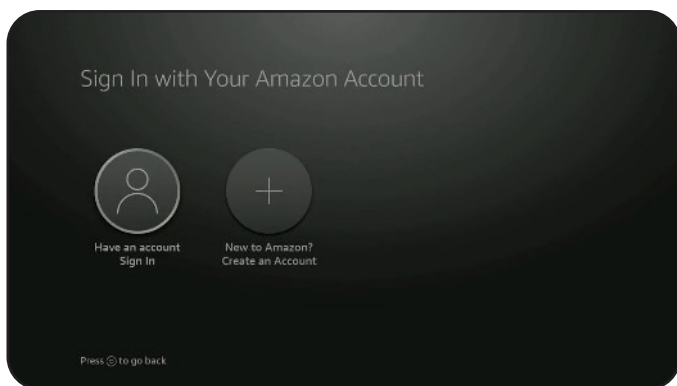 Sign In with Your Amazon Account
Have an account
Sign In
New to Amazon?
Create an Account
Press to go back